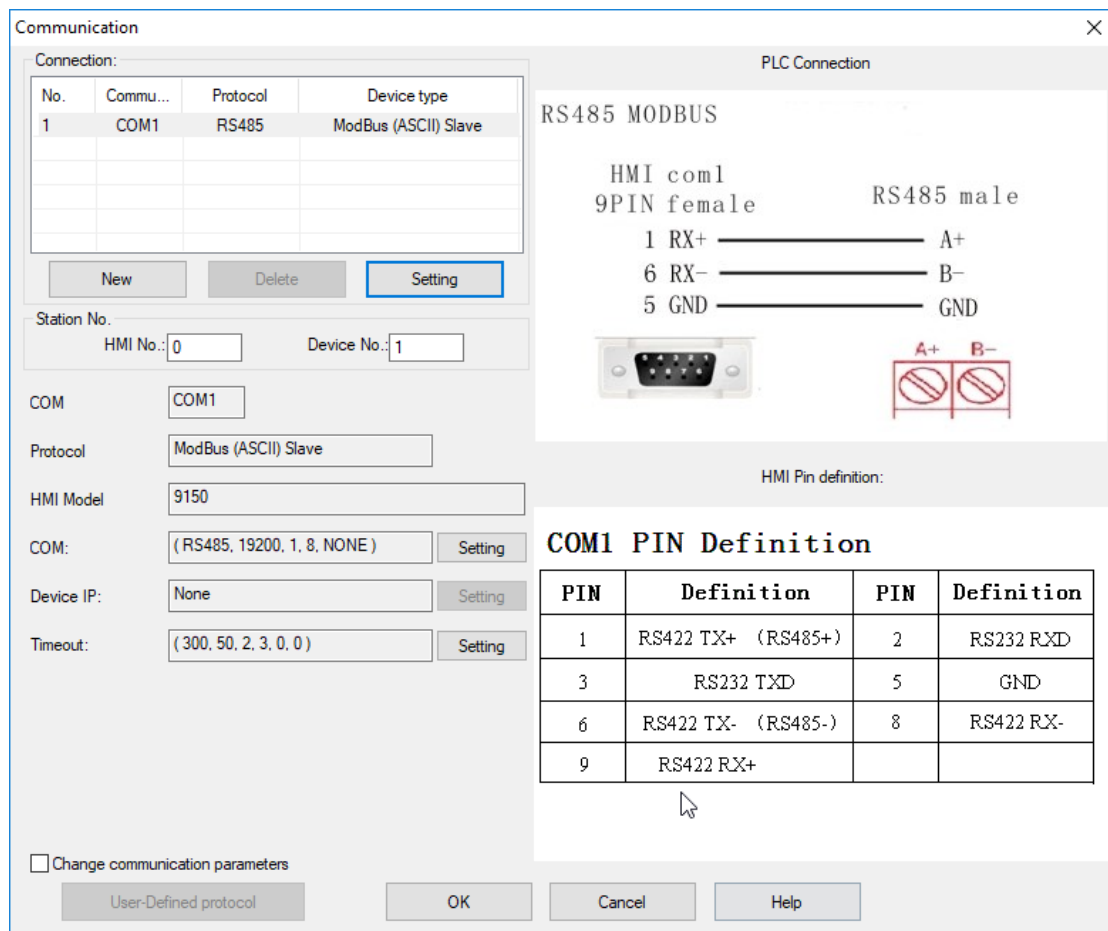 Communication
Connection:
No. Commu... Protocol Device type
1 COM1 RS485 ModBus (ASCII) Slave
New Delete Setting
Station No.
HMI No.: 0 Device No.: 1
COM COM1
Protocol ModBus (ASCII) Slave
HMI Model 9150
COM: ( RS485, 19200, 1, 8, NONE ) Setting
Device IP: None Setting
Timeout: ( 300, 50, 2, 3, 0, 0 ) Setting
Change communication parameters
User-Defined protocol OK Cancel Help
PLC Connection
RS485 MODBUS
HMI com1
9PIN female
RS485 male
1 RX+ A+
6 RX- B-
5 GND GND
A+ B-
HMI Pin definition:
COM1 PIN Definition
PIN Definition PIN Definition
1 RS422 TX+ (RS485+) 2 RS232 RXD
3 RS232 TXD 5 GND
6 RS422 TX- (RS485-) 8 RS422 RX-
9 RS422 RX+